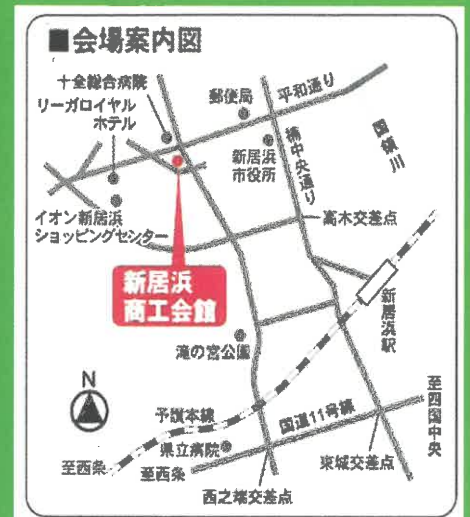 ■会場案内図
十全総合病院
リーガロイヤル
ホテル
郵便局
平和通り
新居浜
市役所
楠中央通り
国領川
イオン新居浜
ショッピングセンター
高木交差点
新居浜
商工会館
新居浜駅
滝の宮公園
N
予讃本線
国道11号線
至四国中央
県立病院
至西条
至西条
東城交差点
西之端交差点